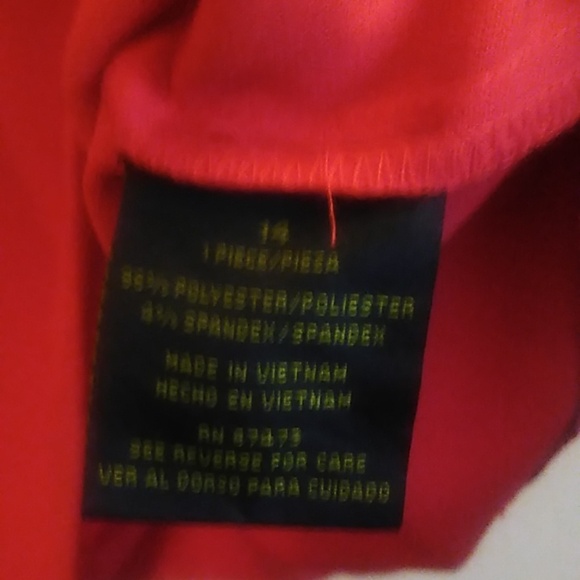 14
1 PIECE/PIEZA
POLYESTER/POLIESTER
SPANDEX/SPANDEX
MADE IN VIETNAM
HECHO EN VIETNAM
RN
SEE REVERSE FOR CARE
VER AL DORSO PARA CUIDADO